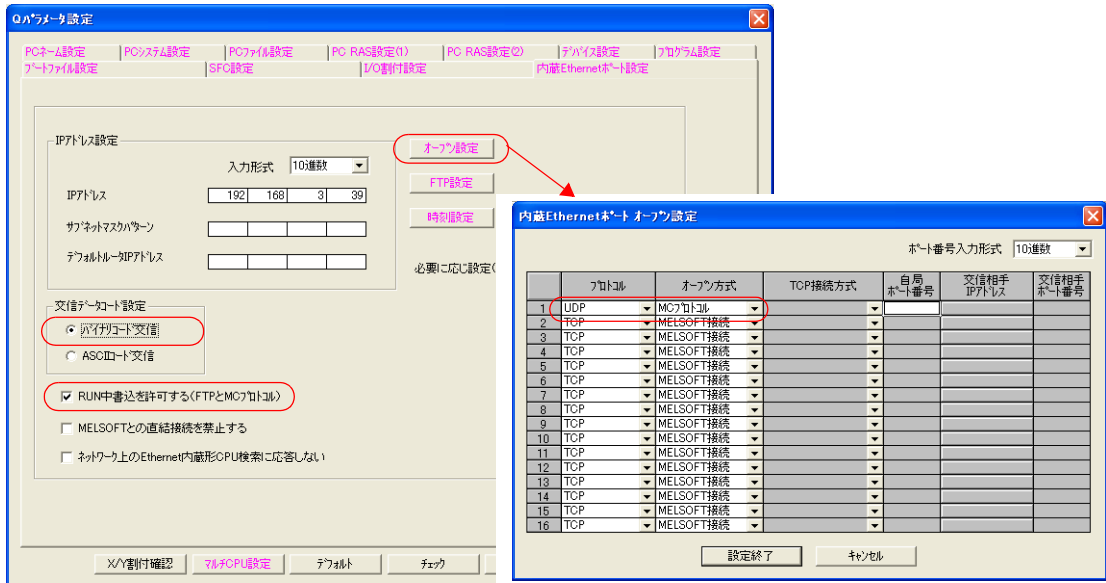 Qパラメータ設定
PCネーム設定 PCシステム設定 PCファイル設定 PC RAS設定(1) PC RAS設定(2) デバイス設定 プログラム設定
ブートファイル設定 SFC設定 I/O割付設定 内蔵Ethernetポート設定
IPアドレス設定
入力形式 10進数
IPアドレス 192 168 3 39
サブネットマスクパターン
デフォルトルータIPアドレス
オープン設定
FTP設定
時刻設定
必要に応じ設定(
交信データコード設定
バイナリコード交信
ASCIIコード交信
RUN中書込を許可する(FTPとMCプロトコル)
MELSOFTとの直結接続を禁止する
ネットワーク上のEthernet内蔵形CPU検索に応答しない
X/Y割付確認 マルチCPU設定 デフォルト チェック
内蔵Ethernetポート オープン設定
ポート番号入力形式 10進数
プロトコル オープン方式 TCP接続方式 自局ポート番号 交信相手IPアドレス 交信相手ポート番号
1 UDP MCプロトコル
2 TCP MELSOFT接続
3 TCP MELSOFT接続
4 TCP MELSOFT接続
5 TCP MELSOFT接続
6 TCP MELSOFT接続
7 TCP MELSOFT接続
8 TCP MELSOFT接続
9 TCP MELSOFT接続
10 TCP MELSOFT接続
11 TCP MELSOFT接続
12 TCP MELSOFT接続
13 TCP MELSOFT接続
14 TCP MELSOFT接続
15 TCP MELSOFT接続
16 TCP MELSOFT接続
設定終了 キャンセル